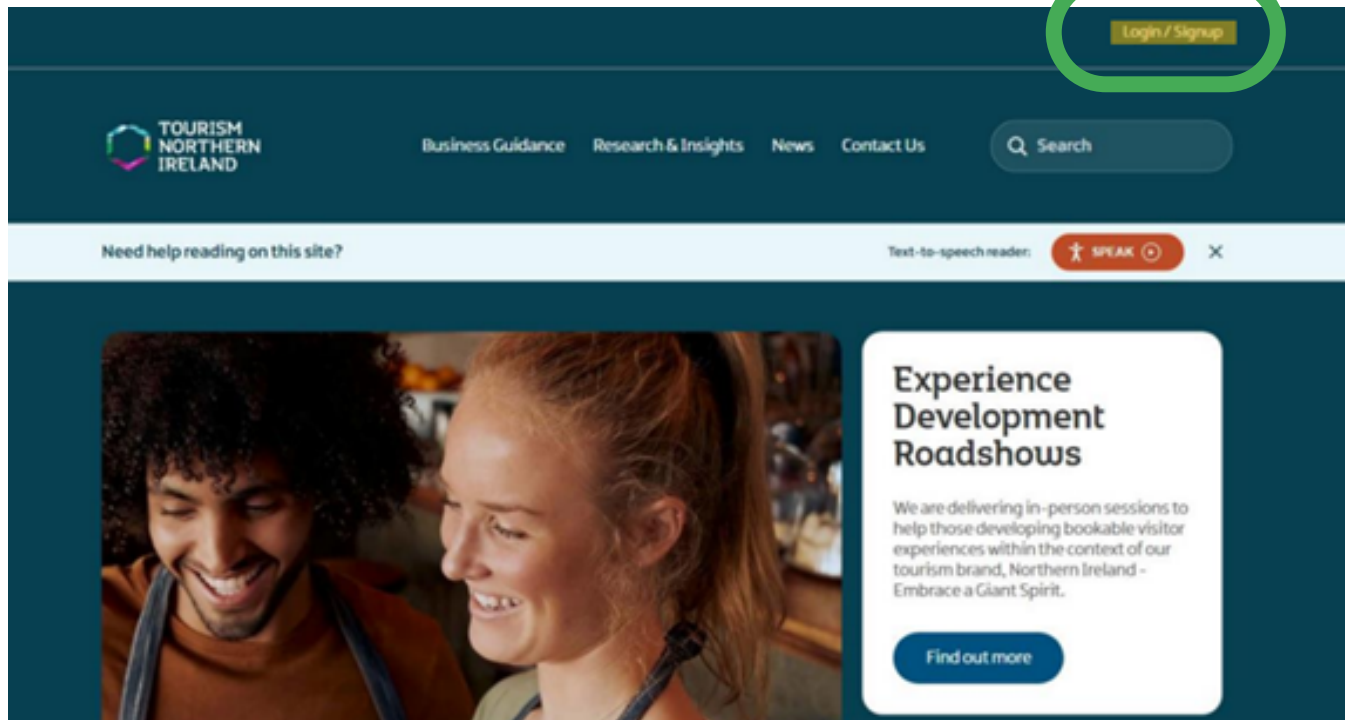 Login / Signup
TOURISM
NORTHERN
IRELAND
Business Guidance Research & Insights News Contact Us
Search
Need help reading on this site?
Text-to-speech reader:
SPEAK
Experience
Development
Roadshows
We are delivering in-person sessions to
help those developing bookable visitor
experiences within the context of our
tourism brand, Northern Ireland -
Embrace a Giant Spirit.
Find out more